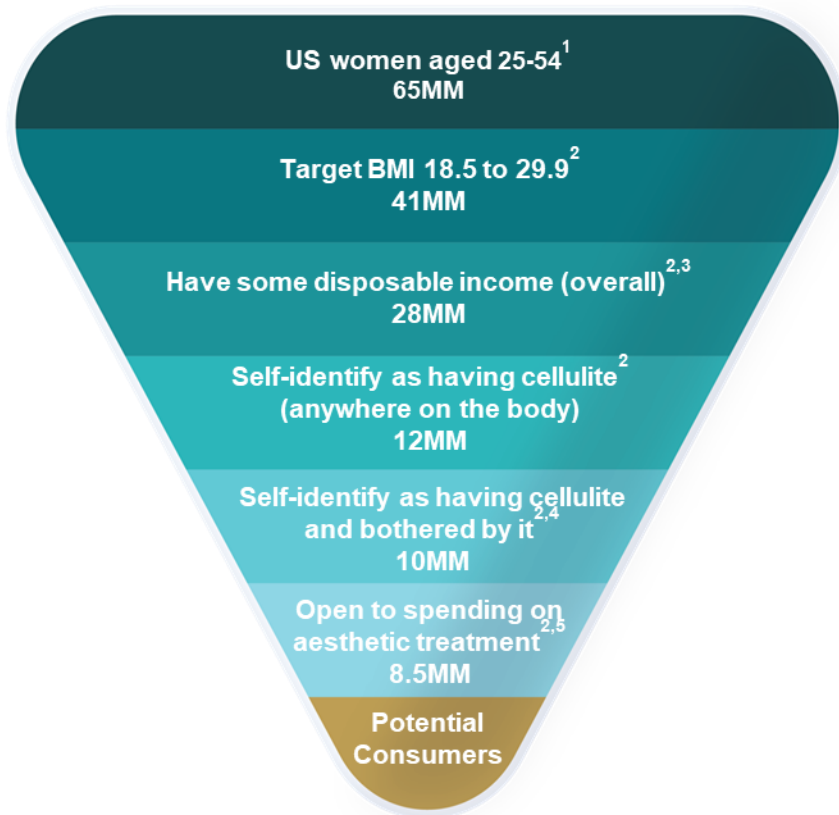 US women aged 25-54¹
65MM
Target BMI 18.5 to 29.9²
41MM
Have some disposable income (overall)²,³
28MM
Self-identify as having cellulite²
(anywhere on the body)
12MM
Self-identify as having cellulite
and bothered by it²,⁴
10MM
Open to spending on
aesthetic treatment²,⁵
8.5MM
Potential
Consumers